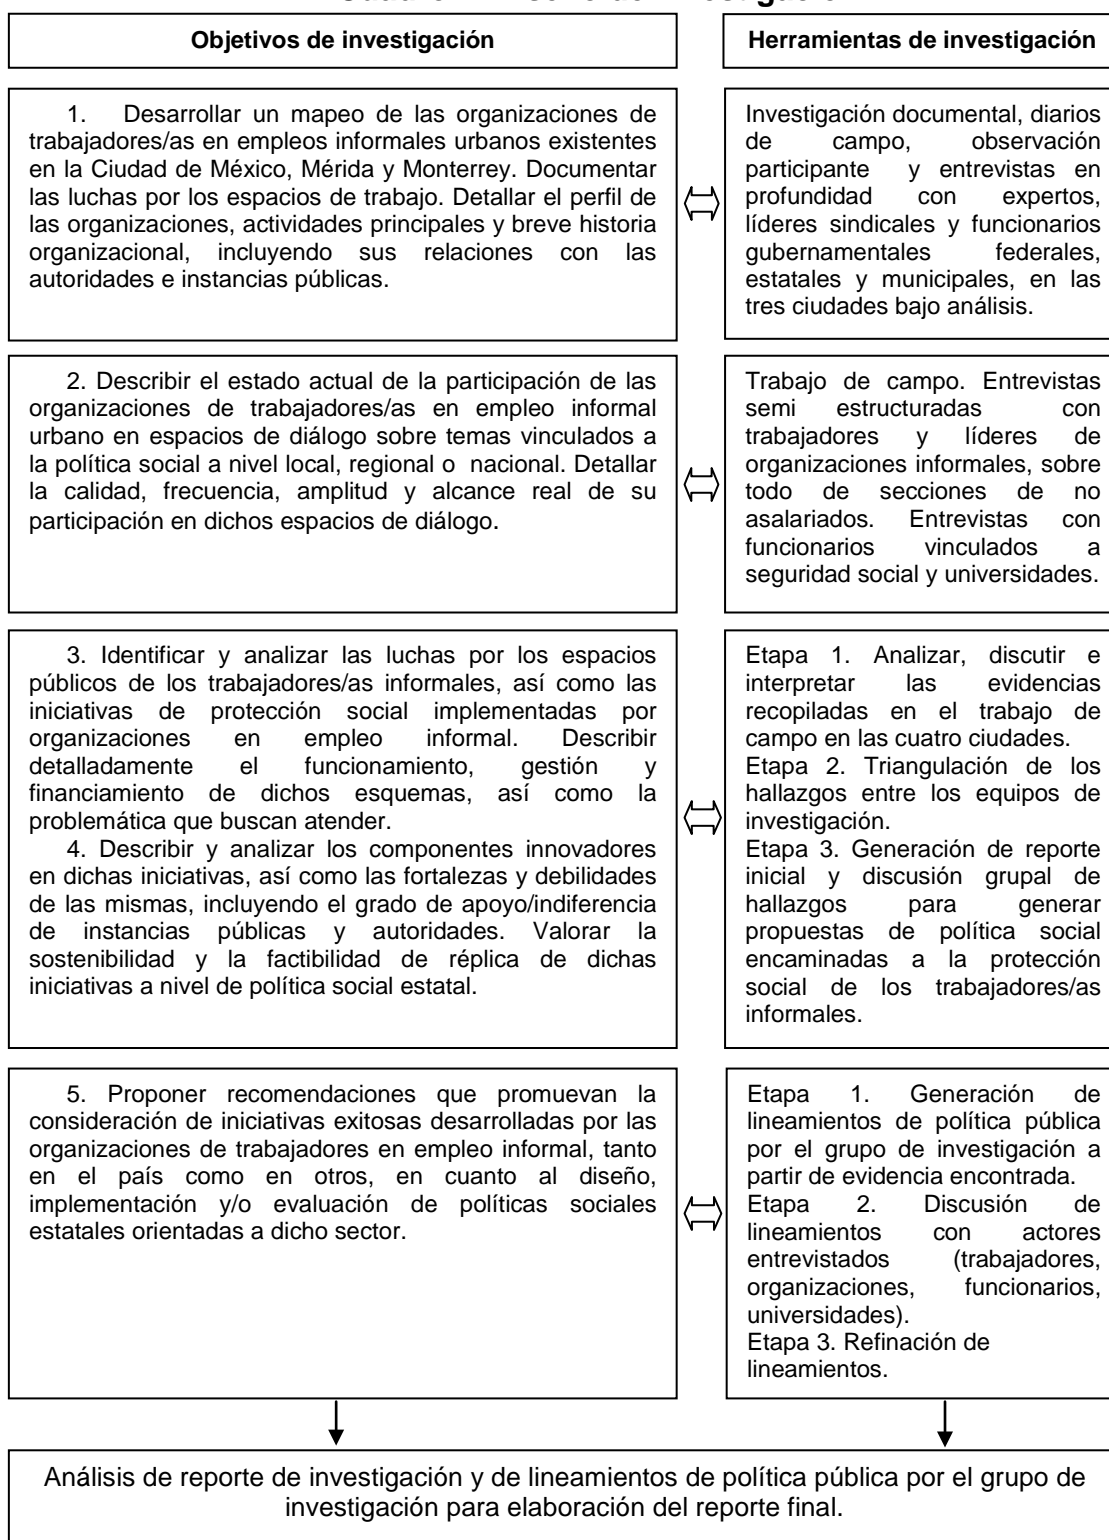 Objetivos de investigación
Herramientas de investigación
1. Desarrollar un mapeo de las organizaciones de
trabajadores/as en empleos informales urbanos existentes
en la Ciudad de México, Mérida y Monterrey. Documentar
las luchas por los espacios de trabajo. Detallar el perfil de
las organizaciones, actividades principales y breve historia
organizacional, incluyendo sus relaciones con las
autoridades e instancias públicas.
Investigación documental, diarios
de campo, observación
participante y entrevistas en
profundidad con expertos,
líderes sindicales y funcionarios
gubernamentales federales,
estatales y municipales, en las
tres ciudades bajo análisis.
2. Describir el estado actual de la participación de las
organizaciones de trabajadores/as en empleo informal
urbano en espacios de diálogo sobre temas vinculados a
la política social a nivel local, regional o nacional. Detallar
la calidad, frecuencia, amplitud y alcance real de su
participación en dichos espacios de diálogo.
Trabajo de campo. Entrevistas
semi estructuradas con
trabajadores y líderes de
organizaciones informales, sobre
todo de secciones de no
asalariados. Entrevistas con
funcionarios vinculados a
seguridad social y universidades.
3. Identificar y analizar las luchas por los espacios
públicos de los trabajadores/as informales, así como las
iniciativas de protección social implementadas por
organizaciones en empleo informal. Describir
detalladamente el funcionamiento, gestión y
financiamiento de dichos esquemas, así como la
problemática que buscan atender.
4. Describir y analizar los componentes innovadores
en dichas iniciativas, así como las fortalezas y debilidades
de las mismas, incluyendo el grado de apoyo/indiferencia
de instancias públicas y autoridades. Valorar la
sostenibilidad y la factibilidad de réplica de dichas
iniciativas a nivel de política social estatal.
Etapa 1. Analizar, discutir e
interpretar las evidencias
recopiladas en el trabajo de
campo en las cuatro ciudades.
Etapa 2. Triangulación de los
hallazgos entre los equipos de
investigación.
Etapa 3. Generación de reporte
inicial y discusión grupal de
hallazgos para generar
propuestas de política social
encaminadas a la protección
social de los trabajadores/as
informales.
5. Proponer recomendaciones que promuevan la
consideración de iniciativas exitosas desarrolladas por las
organizaciones de trabajadores en empleo informal, tanto
en el país como en otros, en cuanto al diseño,
implementación y/o evaluación de políticas sociales
estatales orientadas a dicho sector.
Etapa 1. Generación de
lineamientos de política pública
por el grupo de investigación a
partir de evidencia encontrada.
Etapa 2. Discusión de
lineamientos con actores
entrevistados (trabajadores,
organizaciones, funcionarios,
universidades).
Etapa 3. Refinación de
lineamientos.
Análisis de reporte de investigación y de lineamientos de política pública por el grupo de
investigación para elaboración del reporte final.